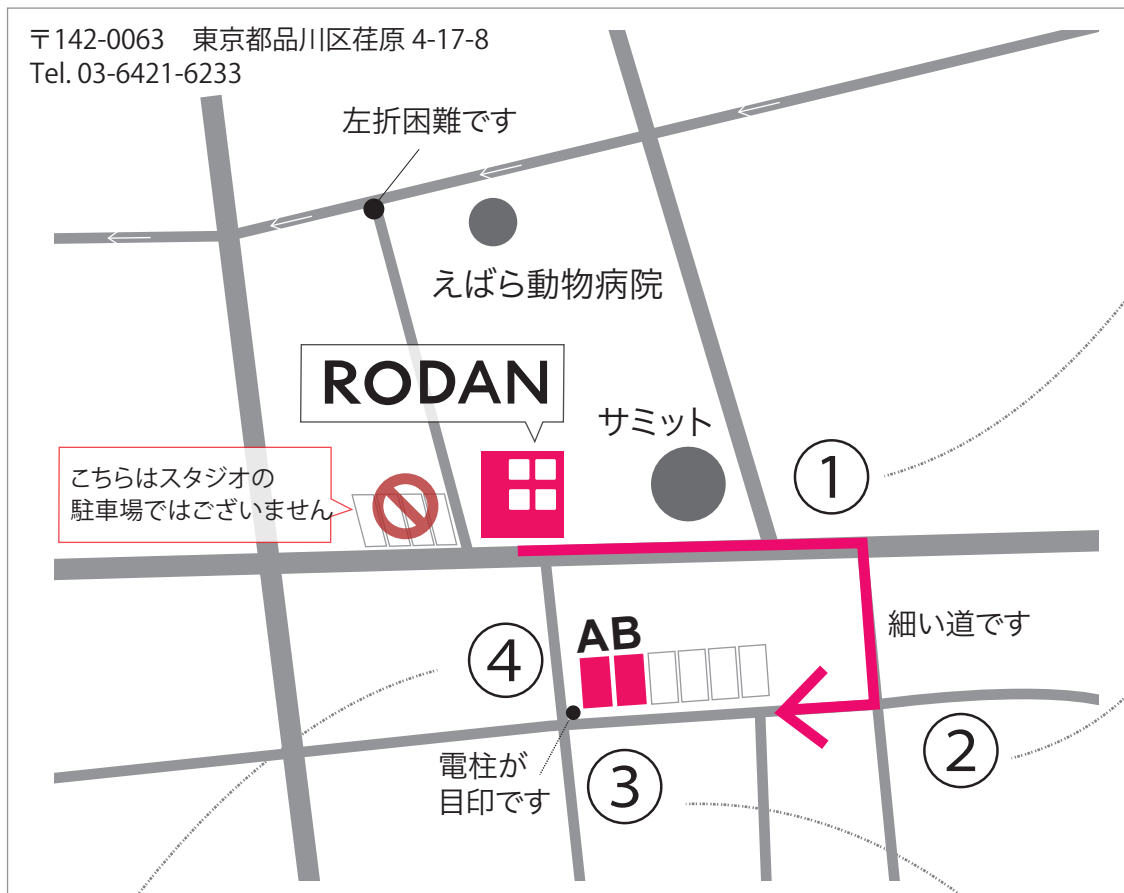 〒142-0063　東京都品川区荏原 4-17-8
Tel. 03-6421-6233
左折困難です
えばら動物病院
RODAN
サミット
①
こちらはスタジオの
駐車場ではございません
細い道です
AB
④
②
電柱が
目印です
③